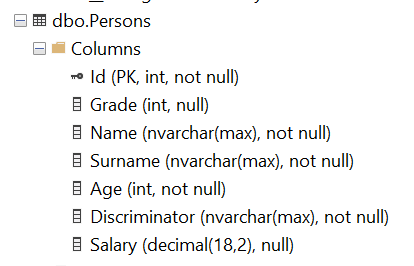 dbo.Persons
Columns
Id (PK, int, not null)
Grade (int, null)
Name (nvarchar(max), not null)
Surname (nvarchar(max), not null)
Age (int, not null)
Discriminator (nvarchar(max), not null)
Salary (decimal(18,2), null)